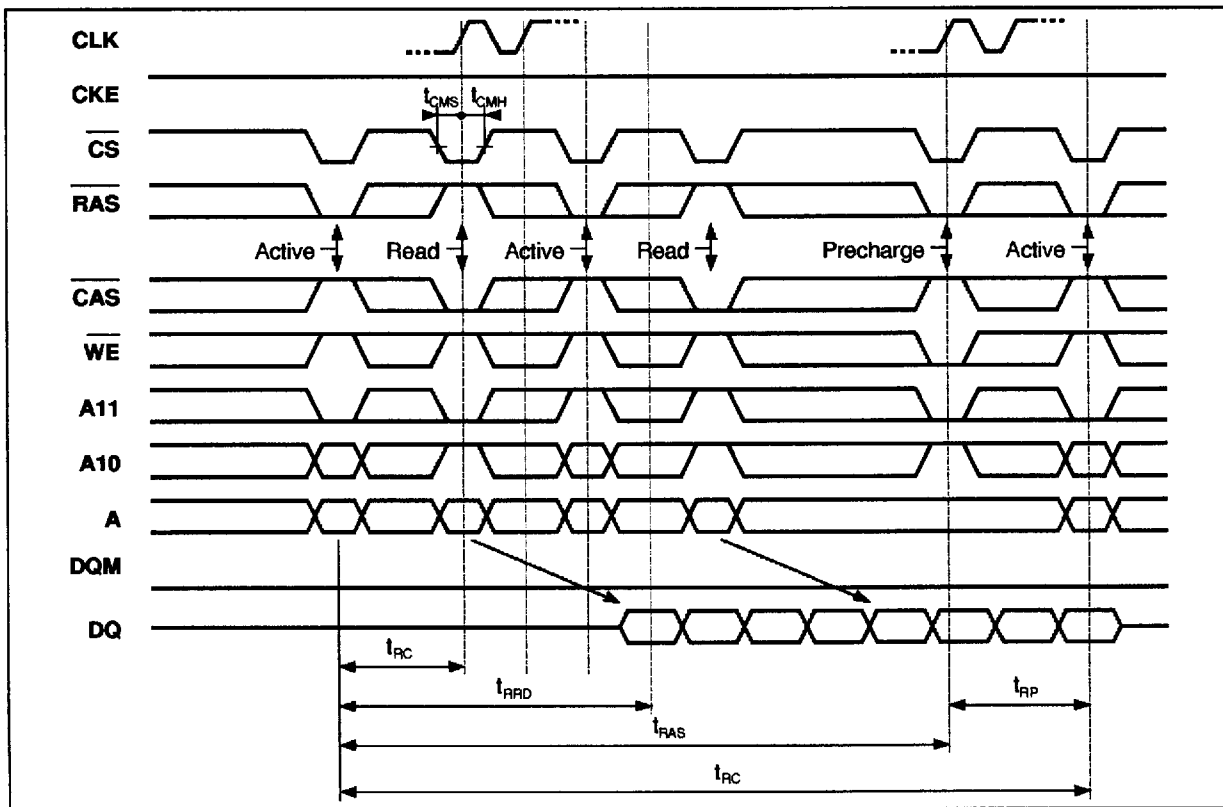 CLK
CKE
tCMS tCMH
CS
RAS
Active Read Active Read Precharge Active
CAS
WE
A11
A10
A
DQM
DQ
tRC
tRRD
tRP
tRAS
tRC